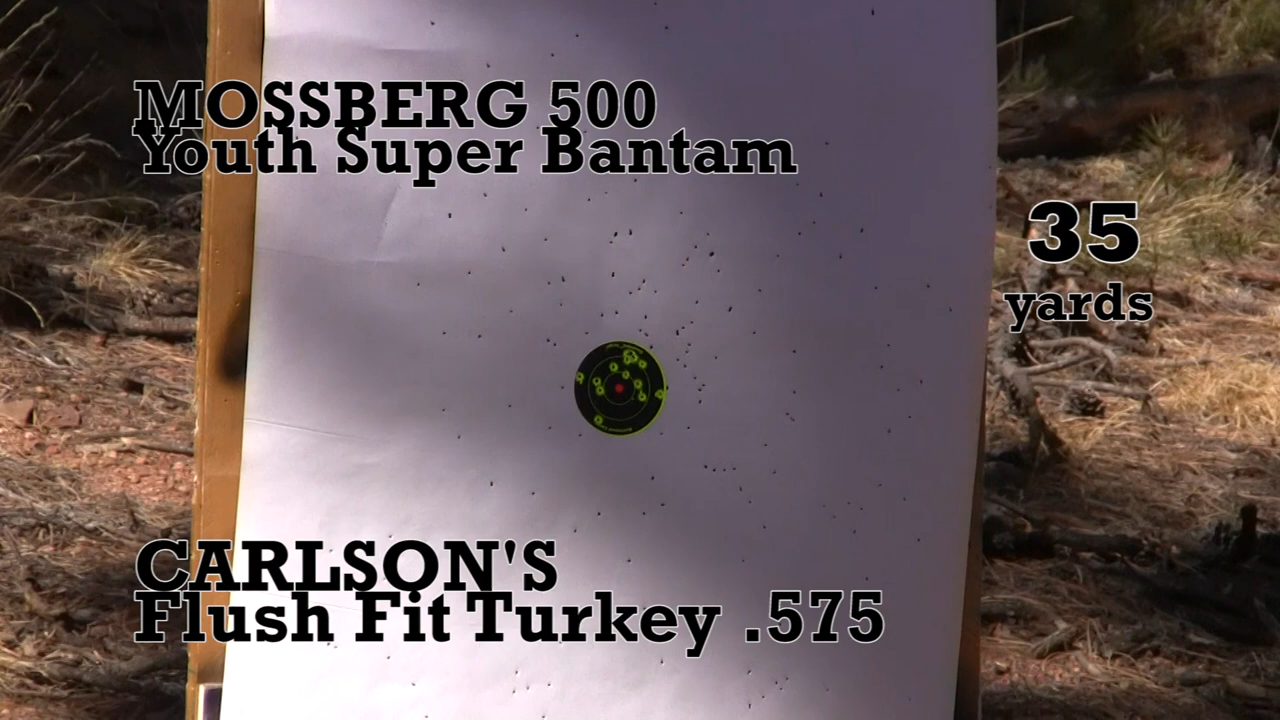 MOSSBERG 500
Youth Super Bantam
35
yards
CARLSON'S
Flush Fit Turkey .575